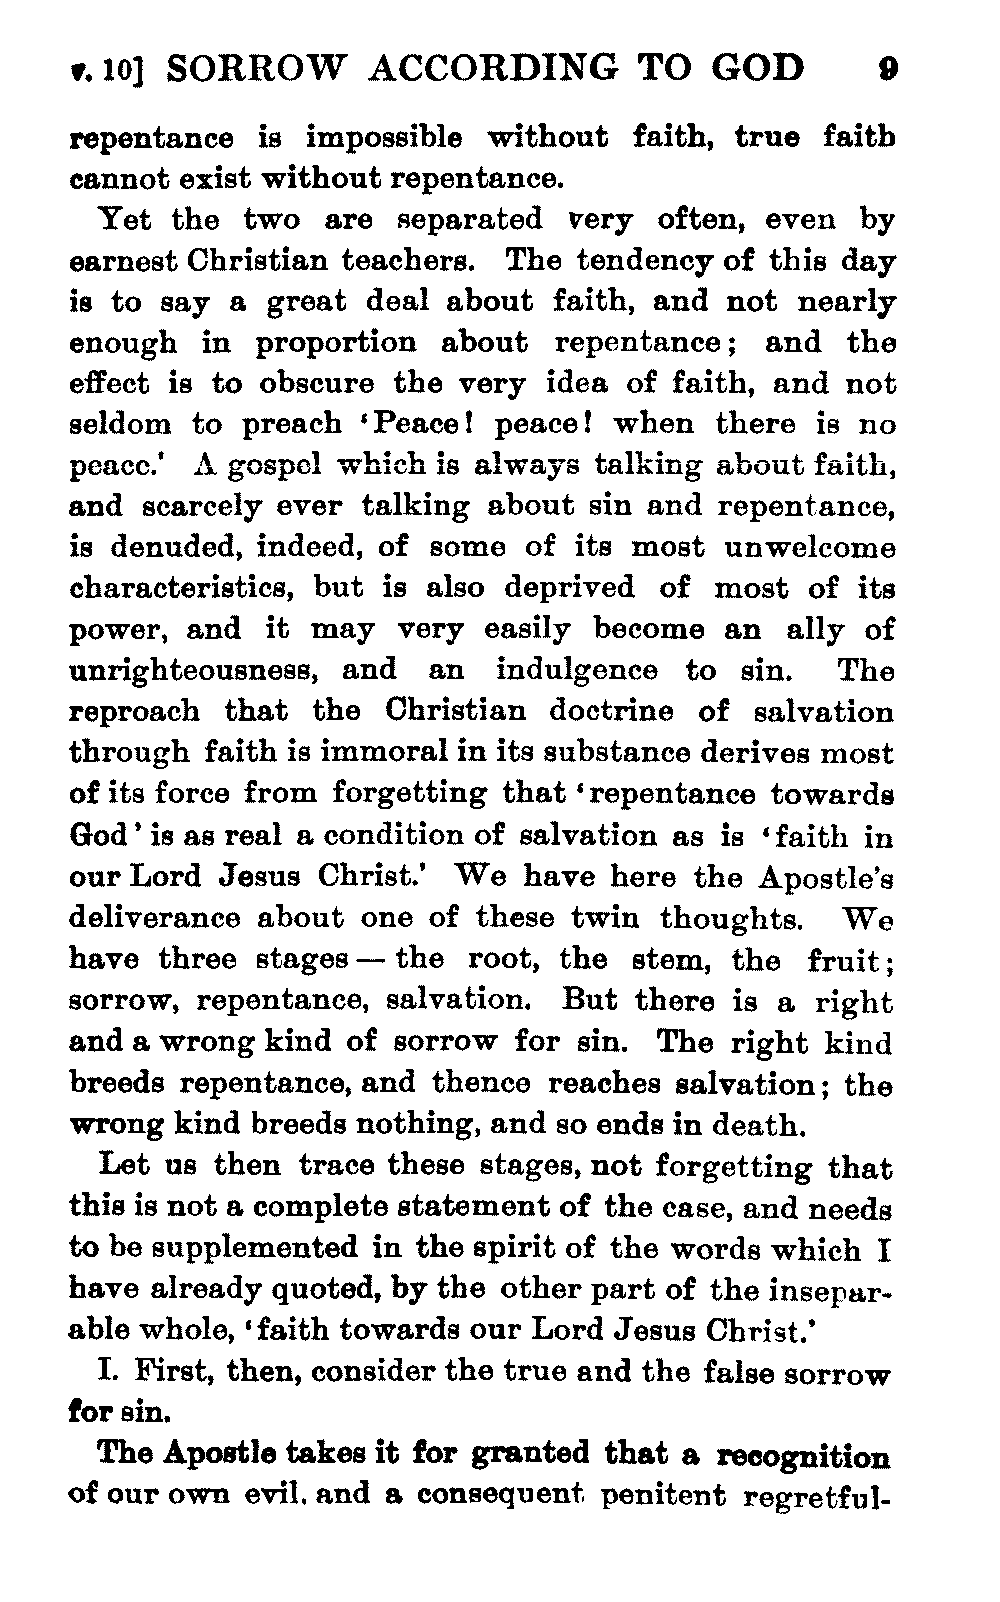 v. 10] SORROW ACCORDING TO GOD 9
repentance is impossible without faith, true faith
cannot exist without repentance.
Yet the two are separated very often, even by
earnest Christian teachers. The tendency of this day
is to say a great deal about faith, and not nearly
enough in proportion about repentance; and the
effect is to obscure the very idea of faith, and not
seldom to preach ‘Peace! peace! when there is no
peace.’ A gospel which is always talking about faith,
and scarcely ever talking about sin and repentance,
is denuded, indeed, of some of its most unwelcome
characteristics, but is also deprived of most of its
power, and it may very easily become an ally of
unrighteousness, and an indulgence to sin. The
reproach that the Christian doctrine of salvation
through faith is immoral in its substance derives most
of its force from forgetting that ‘repentance towards
God’ is as real a condition of salvation as is ‘faith in
our Lord Jesus Christ.’ We have here the Apostle’s
deliverance about one of these twin thoughts. We
have three stages — the root, the stem, the fruit;
sorrow, repentance, salvation. But there is a right
and a wrong kind of sorrow for sin. The right kind
breeds repentance, and thence reaches salvation; the
wrong kind breeds nothing, and so ends in death.
Let us then trace these stages, not forgetting that
this is not a complete statement of the case, and needs
to be supplemented in the spirit of the words which I
have already quoted, by the other part of the insepar-
able whole, ‘faith towards our Lord Jesus Christ.’
I. First, then, consider the true and the false sorrow
for sin.
The Apostle takes it for granted that a recognition
of our own evil, and a consequent penitent regretful-